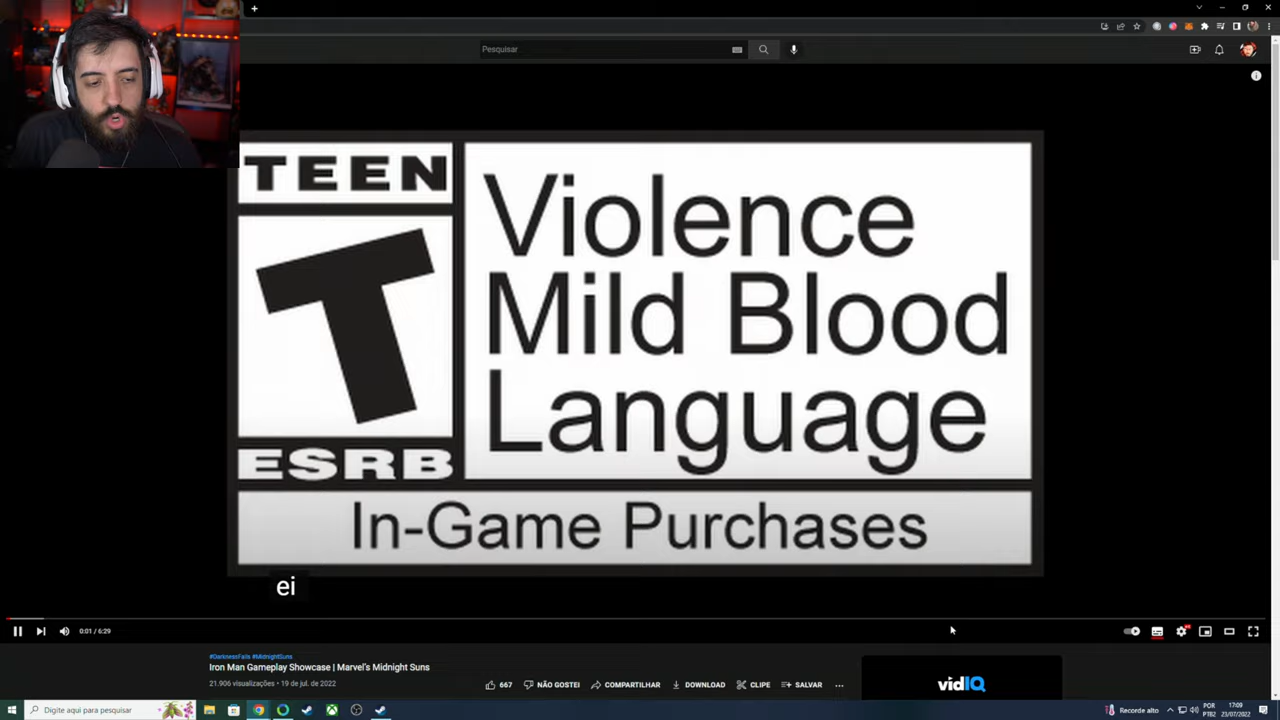 Pesquisar
TEEN
T
ESRB
Violence
Mild Blood
Language
In-Game Purchases
ei
0:01 / 6:29
#DarknessFalls #MidnightSuns
Iron Man Gameplay Showcase | Marvel's Midnight Suns
21.906 visualizações • 19 de jul. de 2022
667
NÃO GOSTEI
COMPARTILHAR
DOWNLOAD
CLIPE
SALVAR
vidIQ
Digite aqui para pesquisar
Recorde alto
POR
PTB2
17:09
23/07/2022